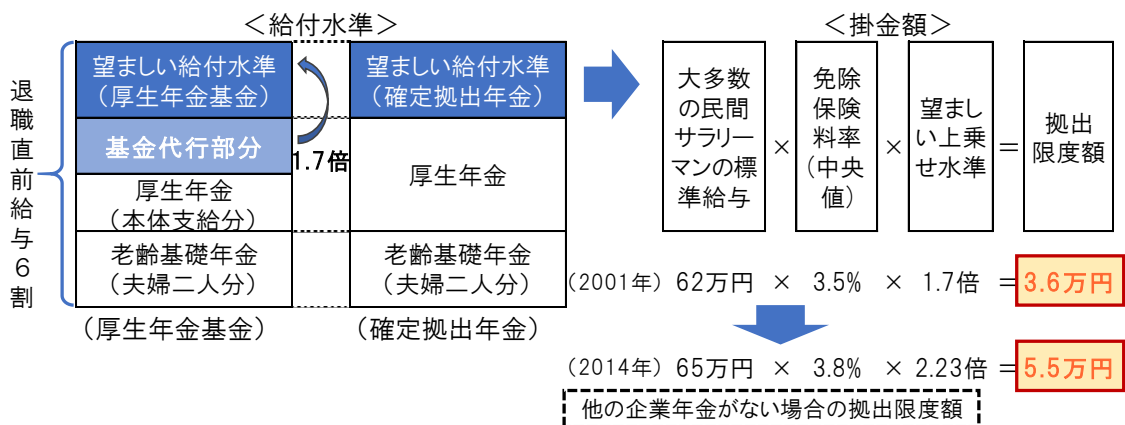 <給付水準>
退職直前給与6割
望ましい給付水準
(厚生年金基金)
基金代行部分
厚生年金
(本体支給分)
老齢基礎年金
(夫婦二人分)
(厚生年金基金)
1.7倍
望ましい給付水準
(確定拠出年金)
厚生年金
老齢基礎年金
(夫婦二人分)
(確定拠出年金)
<掛金額>
大多数
の民間
サラリー
マンの標
準給与
×
免除
保険
料率
(中央
値)
×
望まし
い上乗
せ水準
=
拠出
限度額
(2001年) 62万円 × 3.5% × 1.7倍 = 3.6万円
(2014年) 65万円 × 3.8% × 2.23倍 = 5.5万円
他の企業年金がない場合の拠出限度額